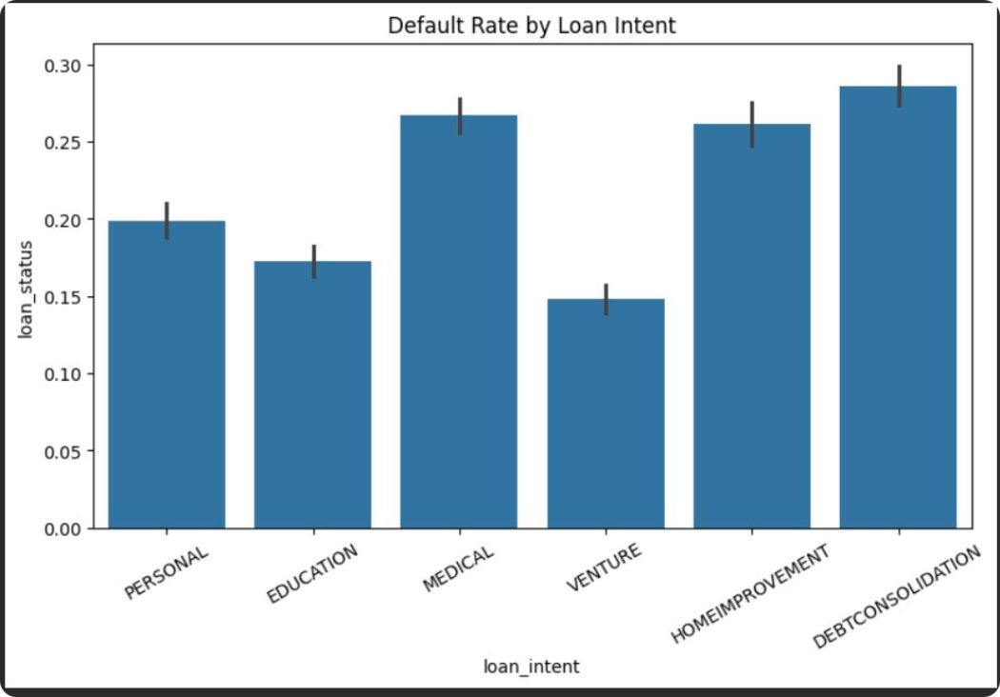 Default Rate by Loan Intent
loan_status
0.30
0.25
0.20
0.15
0.10
0.05
0.00
PERSONAL
EDUCATION
MEDICAL
VENTURE
HOMEIMPROVEMENT
DEBTCONSOLIDATION
loan_intent